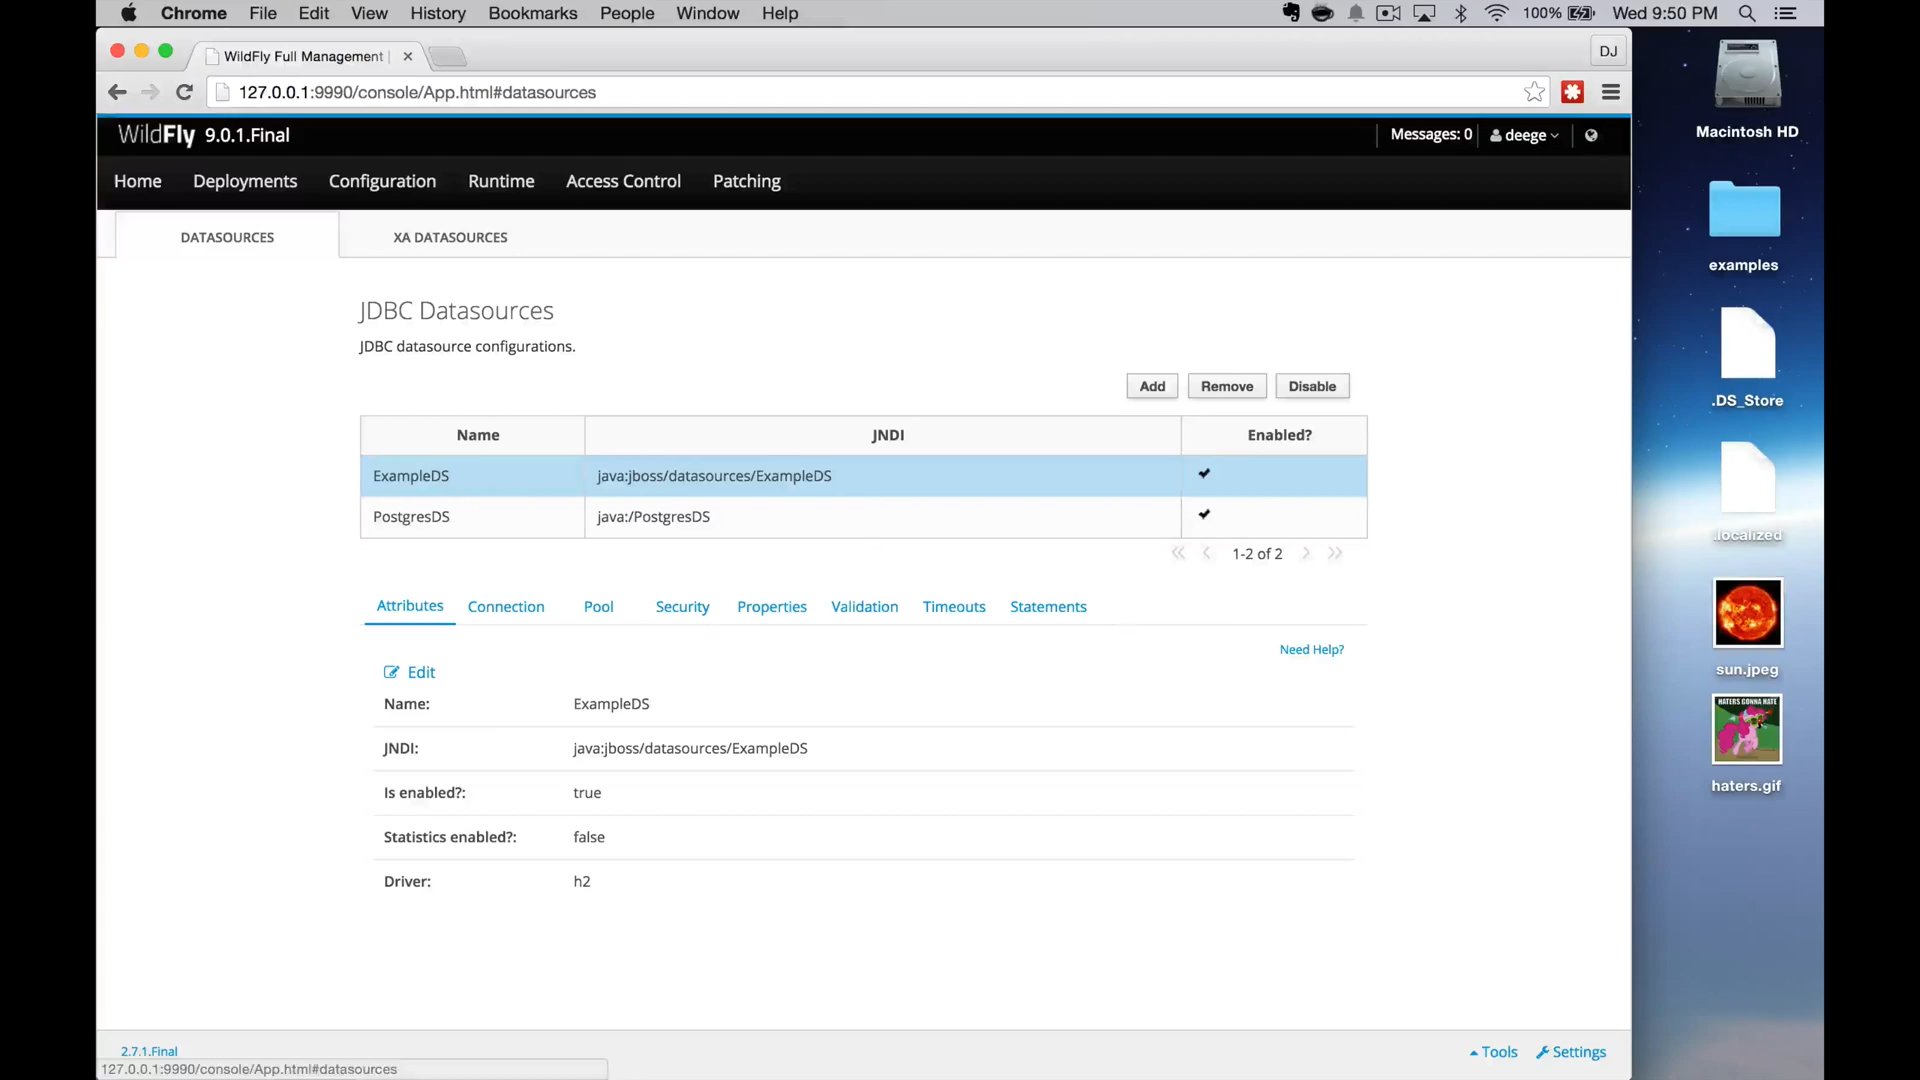 Chrome File Edit View History Bookmarks People Window Help 100% Wed 9:50 PM
WildFly Full Management
DJ
127.0.0.1:9990/console/App.html#datasources
WildFly 9.0.1.Final
Messages: 0 deege
Home Deployments Configuration Runtime Access Control Patching
DATASOURCES XA DATASOURCES
JDBC Datasources
JDBC datasource configurations.
Add Remove Disable
Name JNDI Enabled?
ExampleDS java:jboss/datasources/ExampleDS
PostgresDS java:/PostgresDS
1-2 of 2
Attributes Connection Pool Security Properties Validation Timeouts Statements
Need Help?
Edit
Name: ExampleDS
JNDI: java:jboss/datasources/ExampleDS
Is enabled?: true
Statistics enabled?: false
Driver: h2
2.7.1.Final
Tools Settings
127.0.0.1:9990/console/App.html#datasources
Macintosh HD
examples
.DS_Store
.localized
sun.jpeg
HATERS GONNA HATE
haters.gif